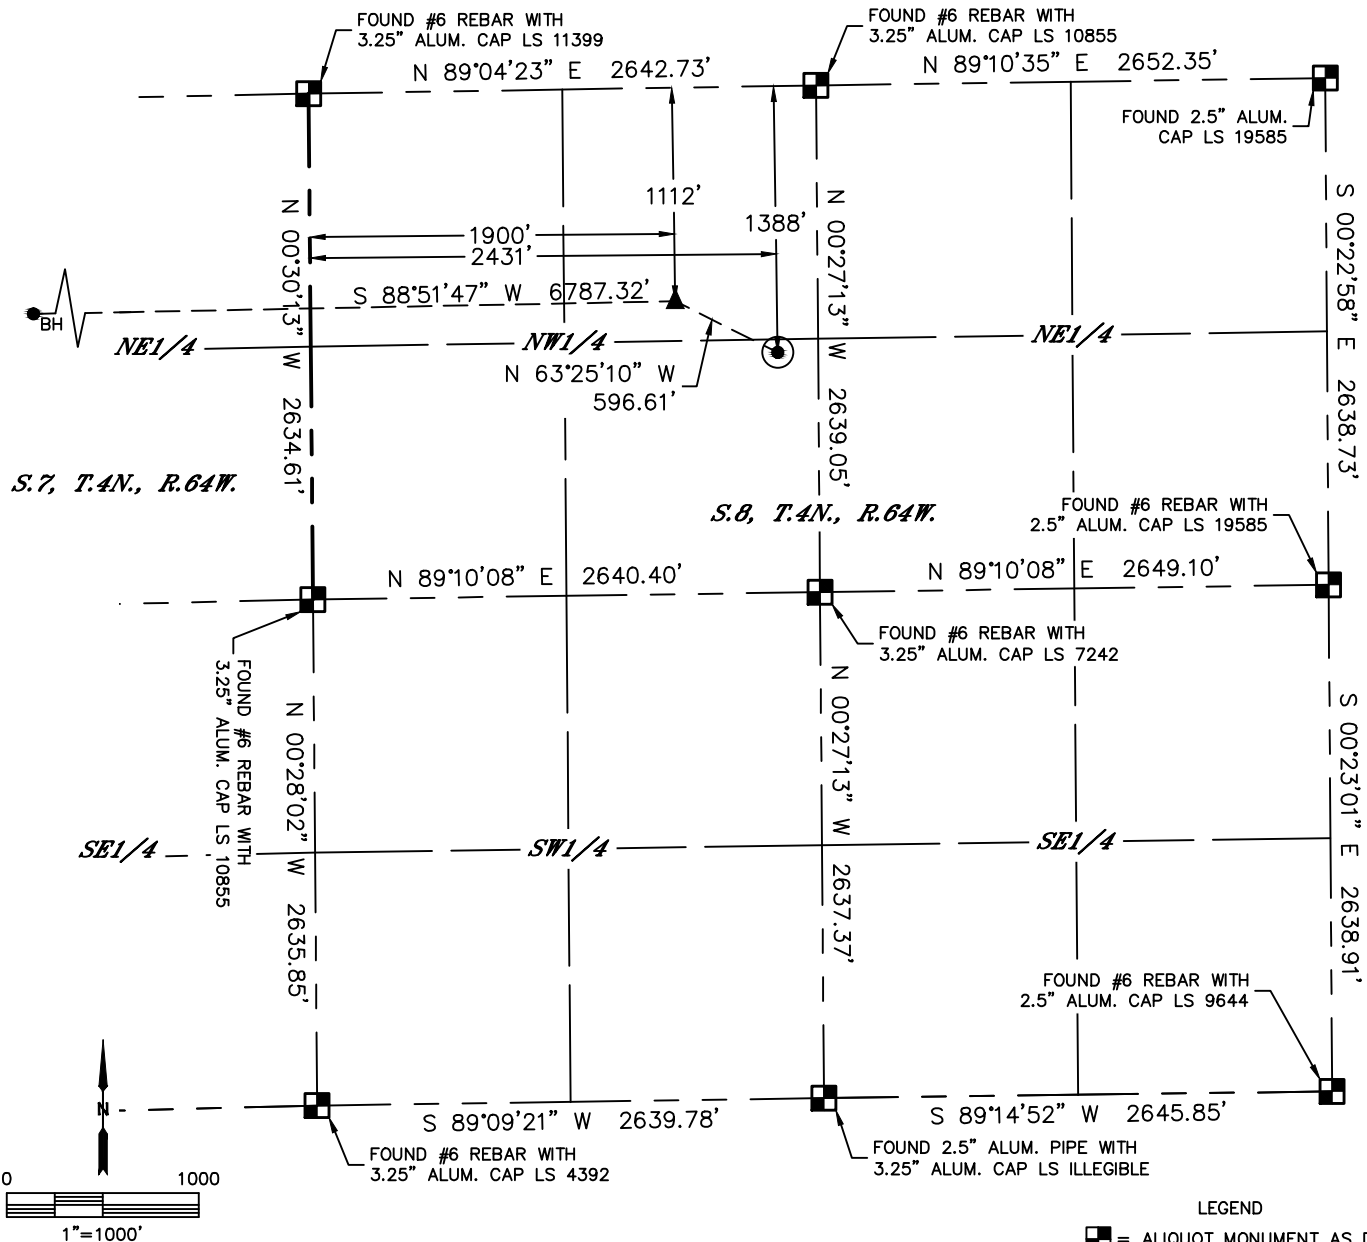 FOUND #6 REBAR WITH
3.25" ALUM. CAP LS 11399
FOUND #6 REBAR WITH
3.25" ALUM. CAP LS 10855
N 89°04'23" E 2642.73'
N 89°10'35" E 2652.35'
FOUND 2.5" ALUM.
CAP LS 19585
N 00°30'13" W 2634.61'
1112'
1388'
N 00°27'13" W 2639.05'
S 00°22'58" E 2638.73'
1900'
2431'
S 88°51'47" W 6787.32'
BH
NE1/4
NW1/4
NE1/4
N 63°25'10" W
596.61'
S.7, T.4N., R.64W.
S.8, T.4N., R.64W.
FOUND #6 REBAR WITH
2.5" ALUM. CAP LS 19585
N 89°10'08" E 2640.40'
N 89°10'08" E 2649.10'
FOUND #6 REBAR WITH
3.25" ALUM. CAP LS 7242
FOUND #6 REBAR WITH
3.25" ALUM. CAP LS 10855
N 00°28'02" W 2635.85'
N 00°27'13" W 2637.37'
S 00°23'01" E 2638.91'
SE1/4
SW1/4
SE1/4
FOUND #6 REBAR WITH
2.5" ALUM. CAP LS 9644
N
S 89°09'21" W 2639.78'
S 89°14'52" W 2645.85'
FOUND #6 REBAR WITH
3.25" ALUM. CAP LS 4392
FOUND 2.5" ALUM. PIPE WITH
3.25" ALUM. CAP LS ILLEGIBLE
0 1000
1"=1000'
LEGEND
= ALIQUOT MONUMENT AS